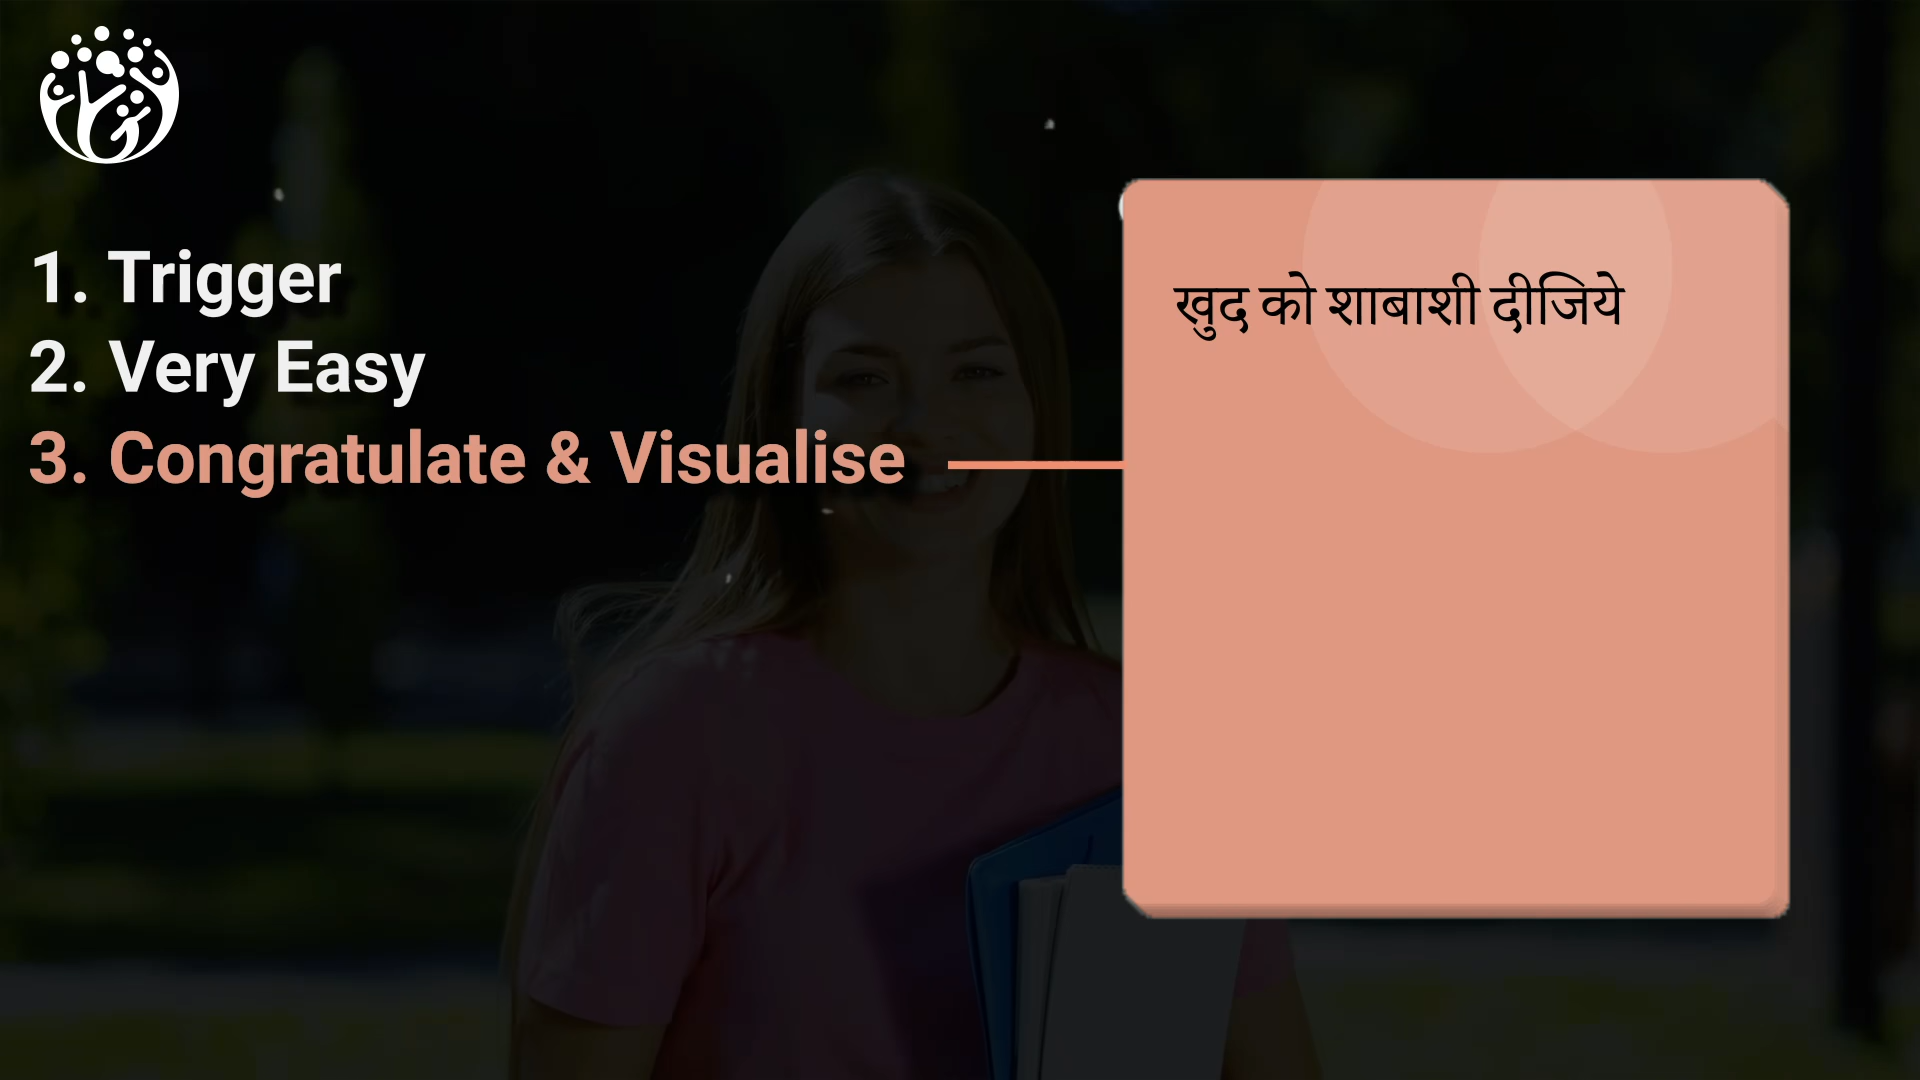 1. Trigger
2. Very Easy
3. Congratulate & Visualise
खुद को शाबाशी दीजिये